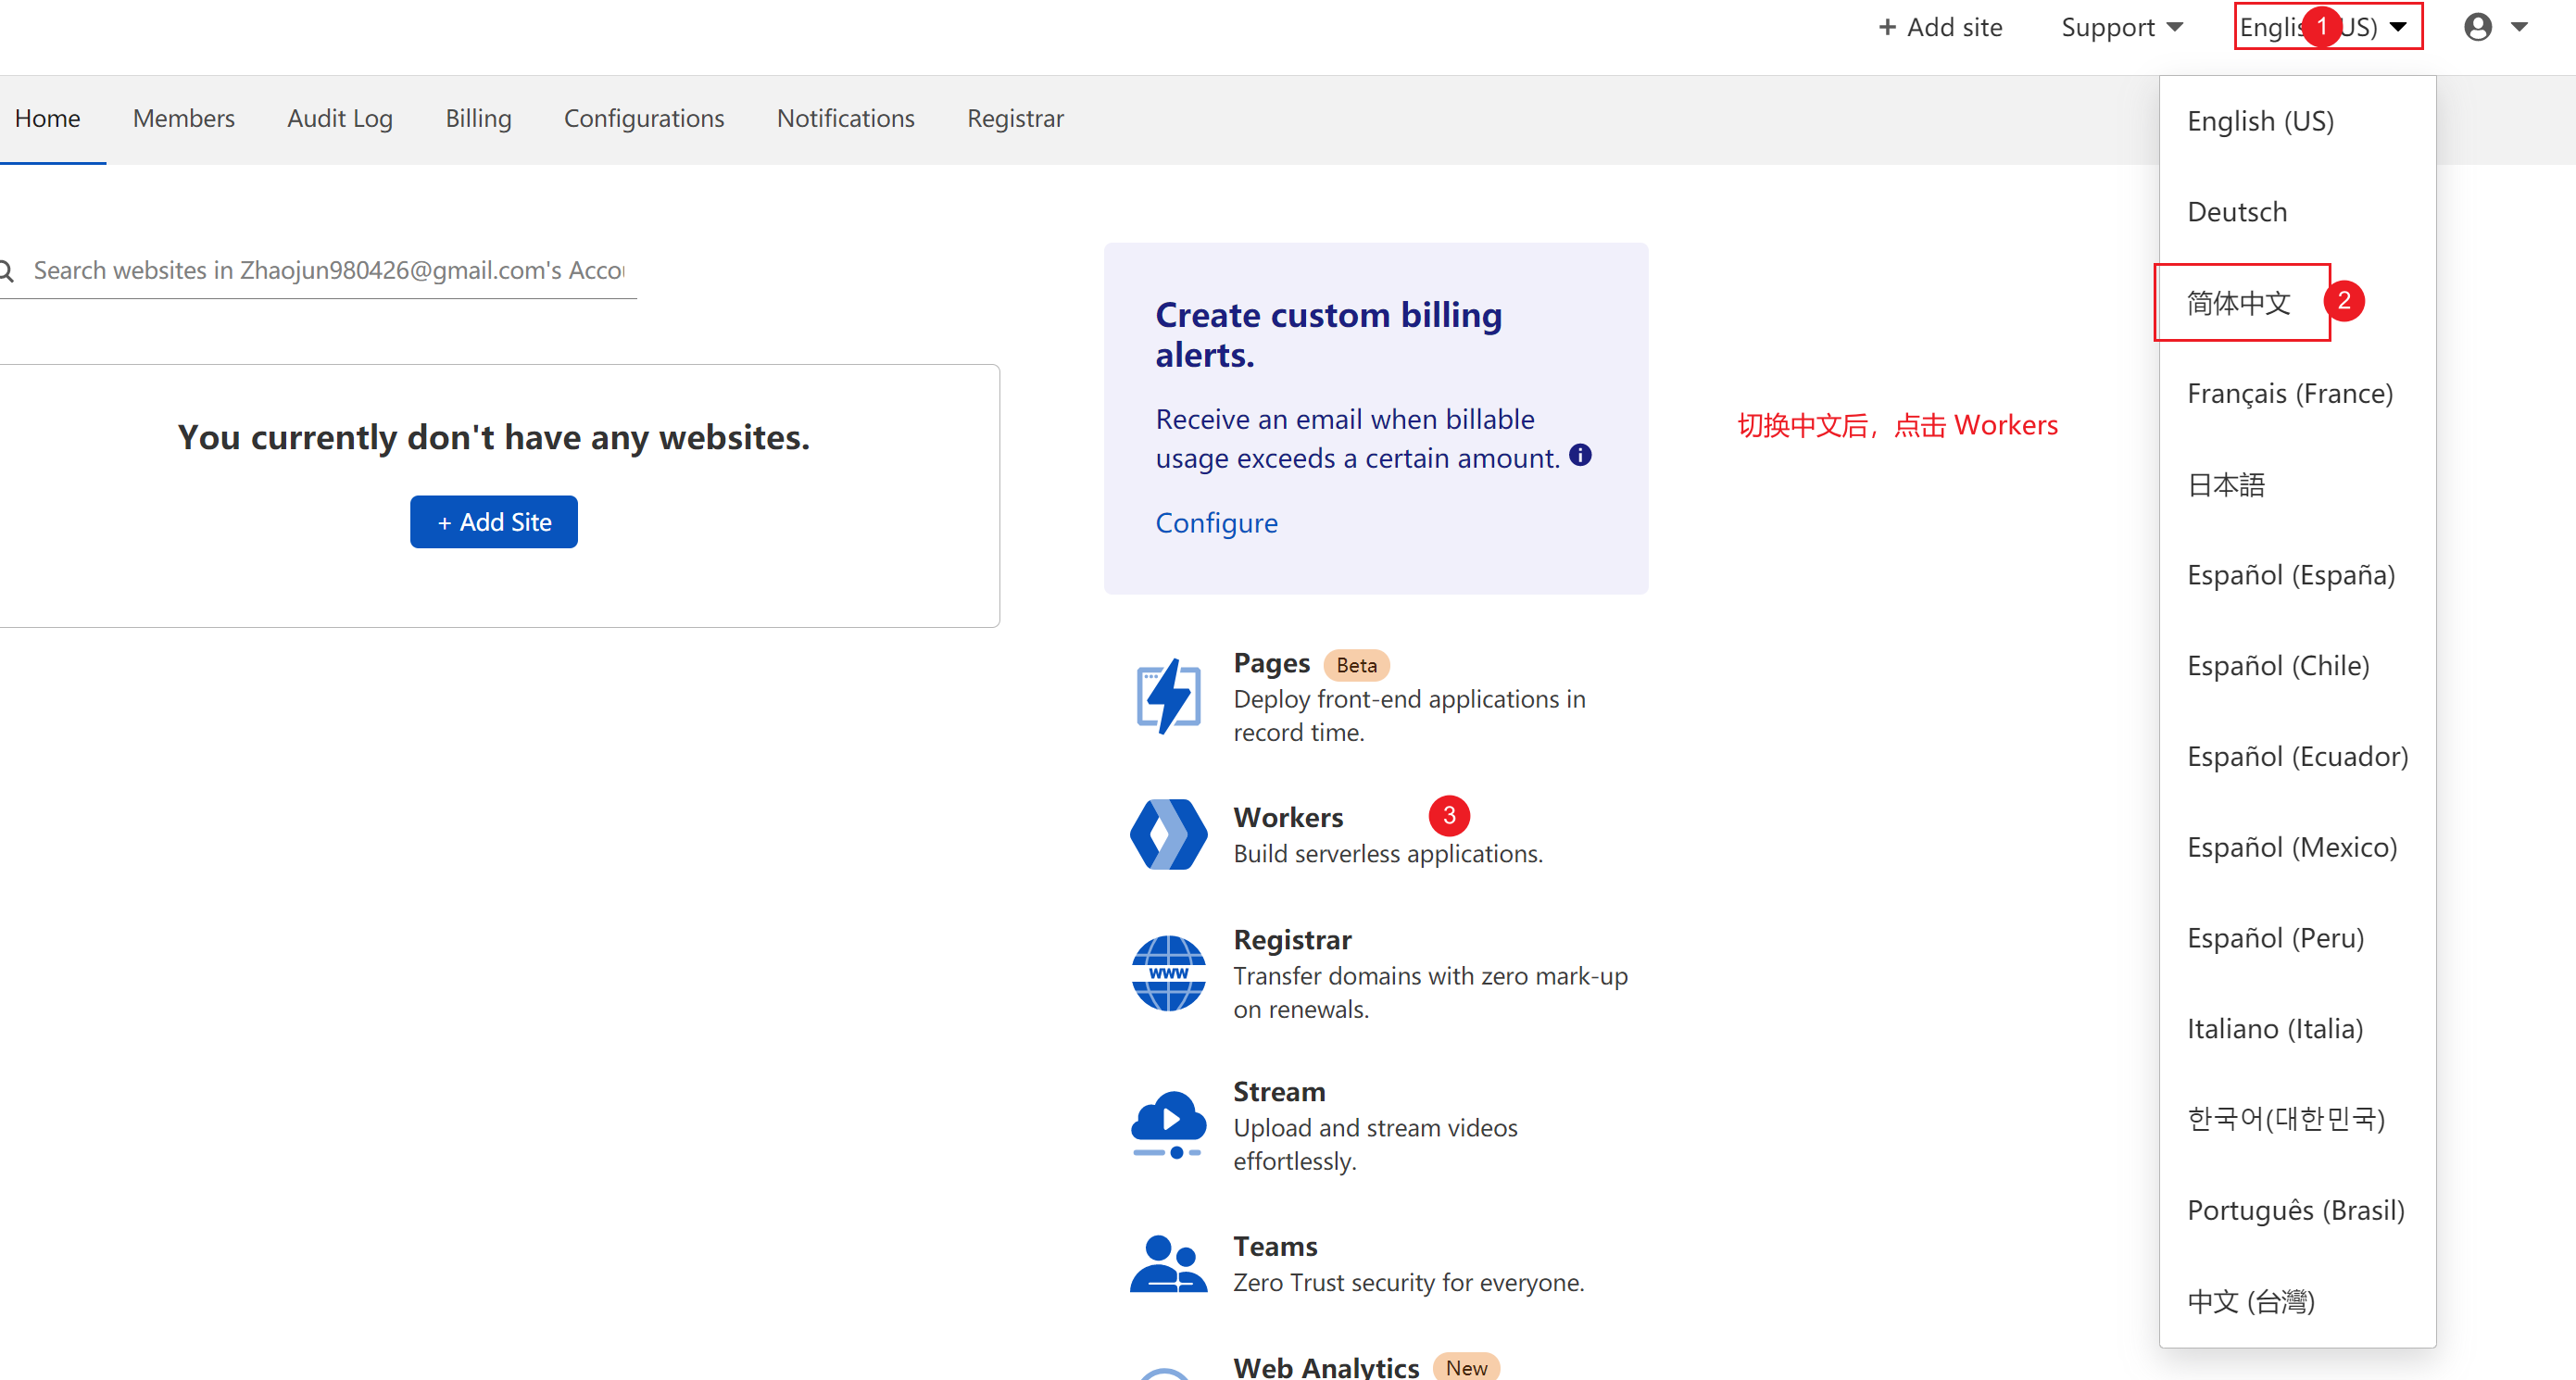 + Add site
Support
Englis 1 US)
Home
Members
Audit Log
Billing
Configurations
Notifications
Registrar
Search websites in Zhaojun980426@gmail.com's Accou
You currently don't have any websites.
+ Add Site
Create custom billing
alerts.
Receive an email when billable
usage exceeds a certain amount.
Configure
切换中文后，点击 Workers
Pages Beta
Deploy front-end applications in
record time.
Workers 3
Build serverless applications.
Registrar
www
Transfer domains with zero mark-up
on renewals.
Stream
Upload and stream videos
effortlessly.
Teams
Zero Trust security for everyone.
Web Analytics New
English (US)
Deutsch
简体中文 2
Français (France)
日本語
Español (España)
Español (Chile)
Español (Ecuador)
Español (Mexico)
Español (Peru)
Italiano (Italia)
한국어(대한민국)
Português (Brasil)
中文 (台灣)